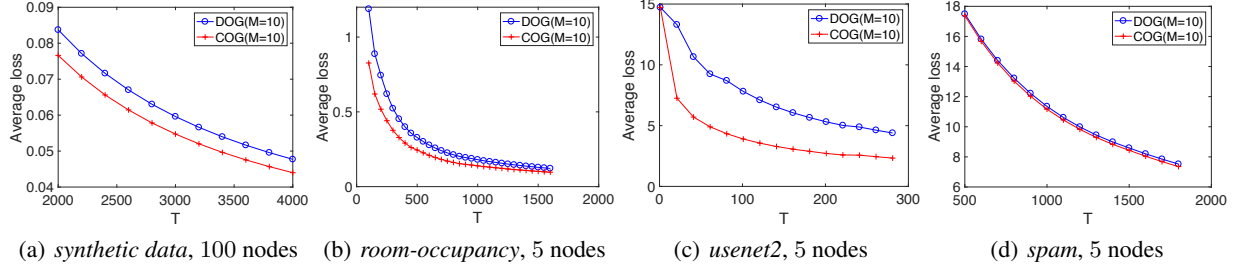 0.09
0.08
0.07
0.06
0.05
0.04
Average loss
2000 2500 3000 3500 4000
T
DOG(M=10)
COG(M=10)
(a) synthetic data, 100 nodes
1
0.5
0
Average loss
0 500 1000 1500 2000
T
DOG(M=10)
COG(M=10)
(b) room-occupancy, 5 nodes
15
10
5
0
Average loss
0 100 200 300
T
DOG(M=10)
COG(M=10)
(c) usenet2, 5 nodes
18
16
14
12
10
8
6
Average loss
500 1000 1500 2000
T
DOG(M=10)
COG(M=10)
(d) spam, 5 nodes